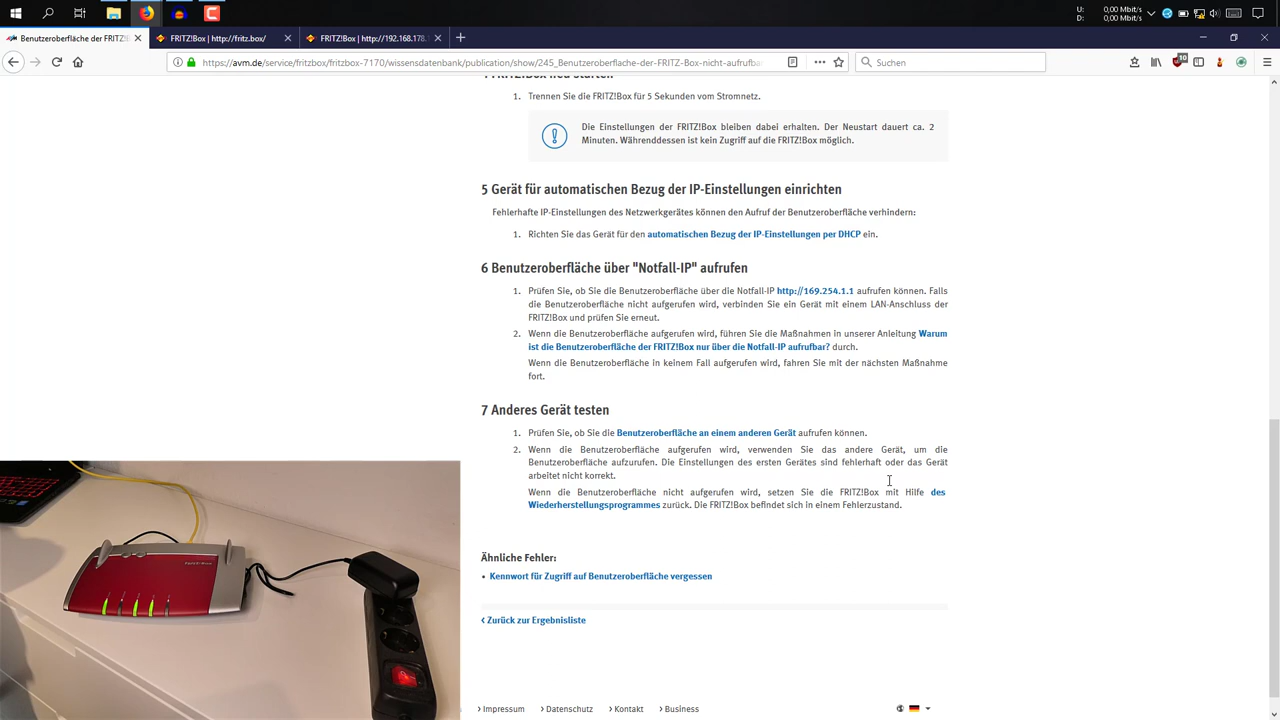 U: 0,00 Mbit/s
D: 0,00 Mbit/s
Benutzeroberfläche der FRITZ!B
FRITZ!Box | http://fritz.box/
FRITZ!Box | http://192.168.178.
https://avm.de/service/fritzbox/fritzbox-7170/wissensdatenbank/publication/show/245_Benutzeroberflache-der-FRITZ-Box-nicht-aufrufba
Suchen
10
1. Trennen Sie die FRITZ!Box für 5 Sekunden vom Stromnetz.
Die Einstellungen der FRITZ!Box bleiben dabei erhalten. Der Neustart dauert ca. 2
Minuten. Währenddessen ist kein Zugriff auf die FRITZ!Box möglich.
5 Gerät für automatischen Bezug der IP-Einstellungen einrichten
Fehlerhafte IP-Einstellungen des Netzwerkgerätes können den Aufruf der Benutzeroberfläche verhindern:
1. Richten Sie das Gerät für den automatischen Bezug der IP-Einstellungen per DHCP ein.
6 Benutzeroberfläche über "Notfall-IP" aufrufen
1. Prüfen Sie, ob Sie die Benutzeroberfläche über die Notfall-IP http://169.254.1.1 aufrufen können. Falls
die Benutzeroberfläche nicht aufgerufen wird, verbinden Sie ein Gerät mit einem LAN-Anschluss der
FRITZ!Box und prüfen Sie erneut.
2. Wenn die Benutzeroberfläche aufgerufen wird, führen Sie die Maßnahmen in unserer Anleitung Warum
ist die Benutzeroberfläche der FRITZ!Box nur über die Notfall-IP aufrufbar? durch.
Wenn die Benutzeroberfläche in keinem Fall aufgerufen wird, fahren Sie mit der nächsten Maßnahme
fort.
7 Anderes Gerät testen
1. Prüfen Sie, ob Sie die Benutzeroberfläche an einem anderen Gerät aufrufen können.
2. Wenn die Benutzeroberfläche aufgerufen wird, verwenden Sie das andere Gerät, um die
Benutzeroberfläche aufzurufen. Die Einstellungen des ersten Gerätes sind fehlerhaft oder das Gerät
arbeitet nicht korrekt.
Wenn die Benutzeroberfläche nicht aufgerufen wird, setzen Sie die FRITZ!Box mit Hilfe des
Wiederherstellungsprogrammes zurück. Die FRITZ!Box befindet sich in einem Fehlerzustand.
Ähnliche Fehler:
• Kennwort für Zugriff auf Benutzeroberfläche vergessen
Zurück zur Ergebnisliste
Impressum
Datenschutz
Kontakt
Business